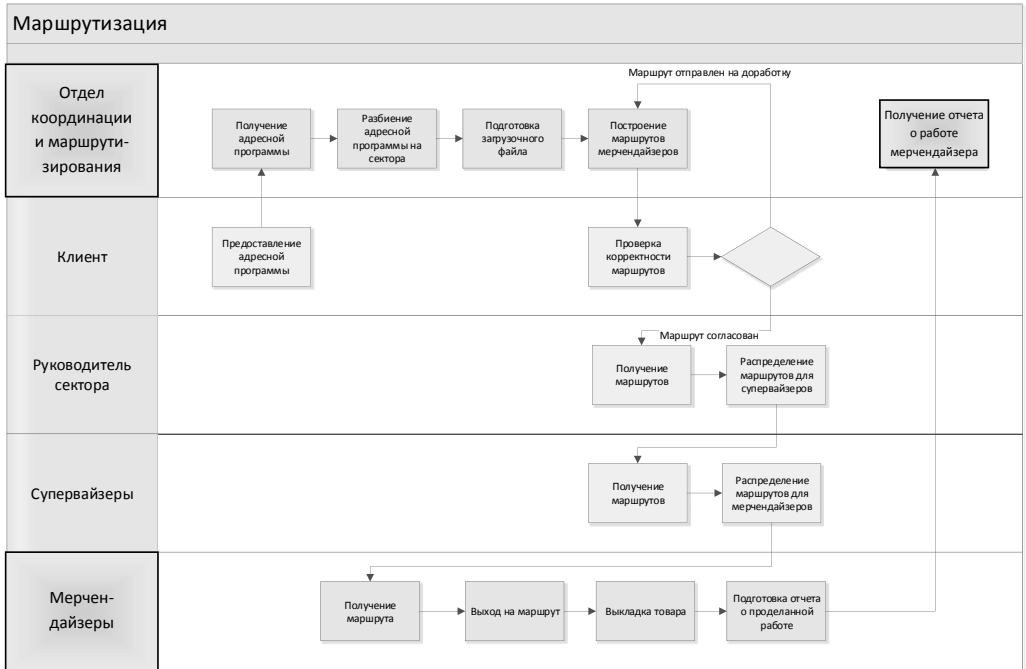 Маршрутизация
Отдел
координации
и маршрути-
зирования
Маршрут отправлен на доработку
Получение
адресной
программы
Разбиение
адресной
программы на
сектора
Подготовка
загрузочного
файла
Построение
маршрутов
мерчендайзеров
Получение отчета
о работе
мерчендайзера
Клиент
Предоставление
адресной
программы
Проверка
корректности
маршрутов
Руководитель
сектора
Маршрут согласован
Получение
маршрутов
Распределение
маршрутов для
супервайзеров
Супервайзеры
Получение
маршрутов
Распределение
маршрутов для
мерчендайзеров
Мерчен-
дайзеры
Получение
маршрута
Выход на маршрут
Выкладка товара
Подготовка отчета
о проделанной
работе